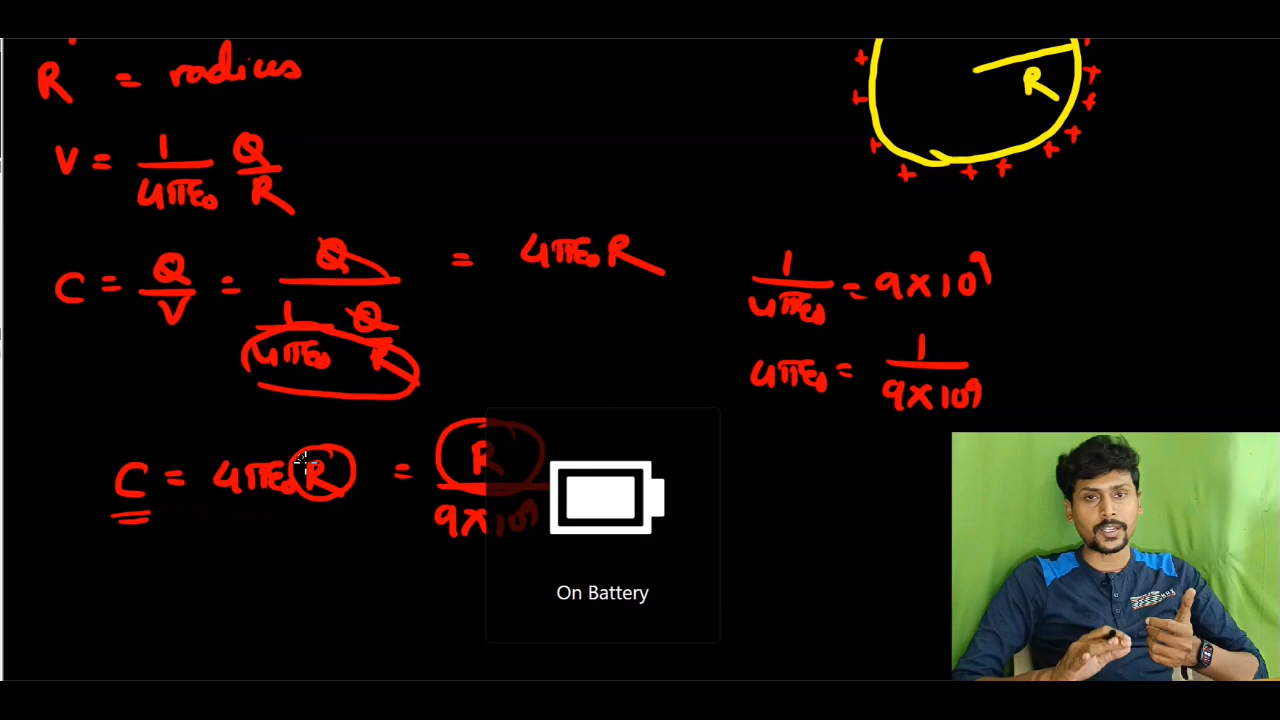 R = radius
R
V = 1/4πε₀ Q/R
C = Q/V = Q / (1/4πε₀ Q/R) = 4πε₀R
1/4πε₀ = 9×10⁹
4πε₀ = 1/9×10⁹
C = 4πε₀R = R/9×10⁹
On Battery